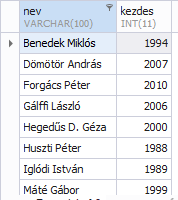 nev kezdes
VARCHAR(100) INT(11)
Benedek Miklós 1994
Dömötör András 2007
Forgács Péter 2010
Gálffi László 2006
Hegedűs D. Géza 2000
Huszti Péter 1988
Iglódi István 1989
Máté Gábor 1999